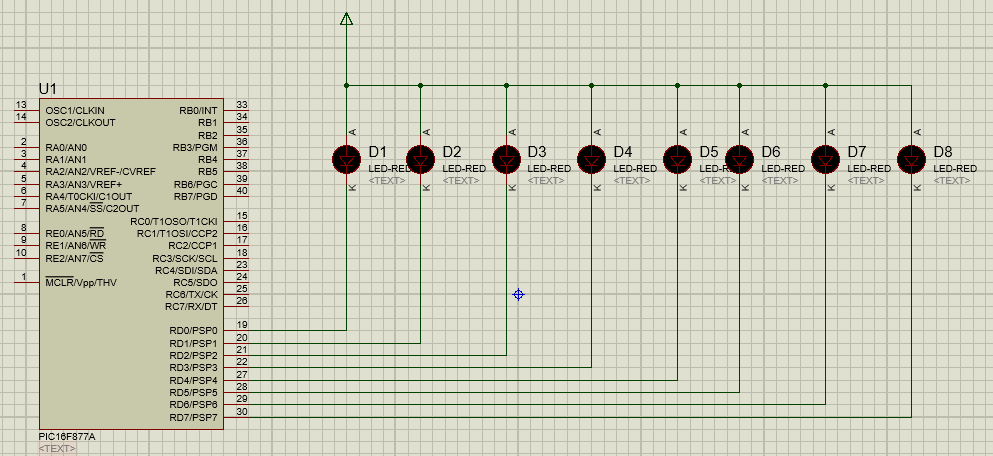 U1
13 OSC1/CLKIN RB0/INT 33
14 OSC2/CLKOUT RB1 34
RB2 35
2 RA0/AN0 RB3/PGM 36
3 RA1/AN1 RB4 37
4 RA2/AN2/VREF-/CVREF RB5 38
5 RA3/AN3/VREF+ RB6/PGC 39
6 RA4/T0CKI/C1OUT RB7/PGD 40
7 RA5/AN4/SS/C2OUT
RC0/T1OSO/T1CKI 15
8 RE0/AN5/RD RC1/T1OSI/CCP2 16
9 RE1/AN6/WR RC2/CCP1 17
10 RE2/AN7/CS RC3/SCK/SCL 18
RC4/SDI/SDA 23
1 MCLR/Vpp/THV RC5/SDO 24
RC6/TX/CK 25
RC7/RX/DT 26
RD0/PSP0 19
RD1/PSP1 20
RD2/PSP2 21
RD3/PSP3 22
RD4/PSP4 27
RD5/PSP5 28
RD6/PSP6 29
RD7/PSP7 30
PIC16F877A
<TEXT>
A A A A A A A A
D1 D2 D3 D4 D5 D6 D7 D8
LED-RED LED-RED LED-RED LED-RED LED-RED LED-RED LED-RED LED-RED
<TEXT> <TEXT> <TEXT> <TEXT> <TEXT> <TEXT> <TEXT> <TEXT>
K K K K K K K K